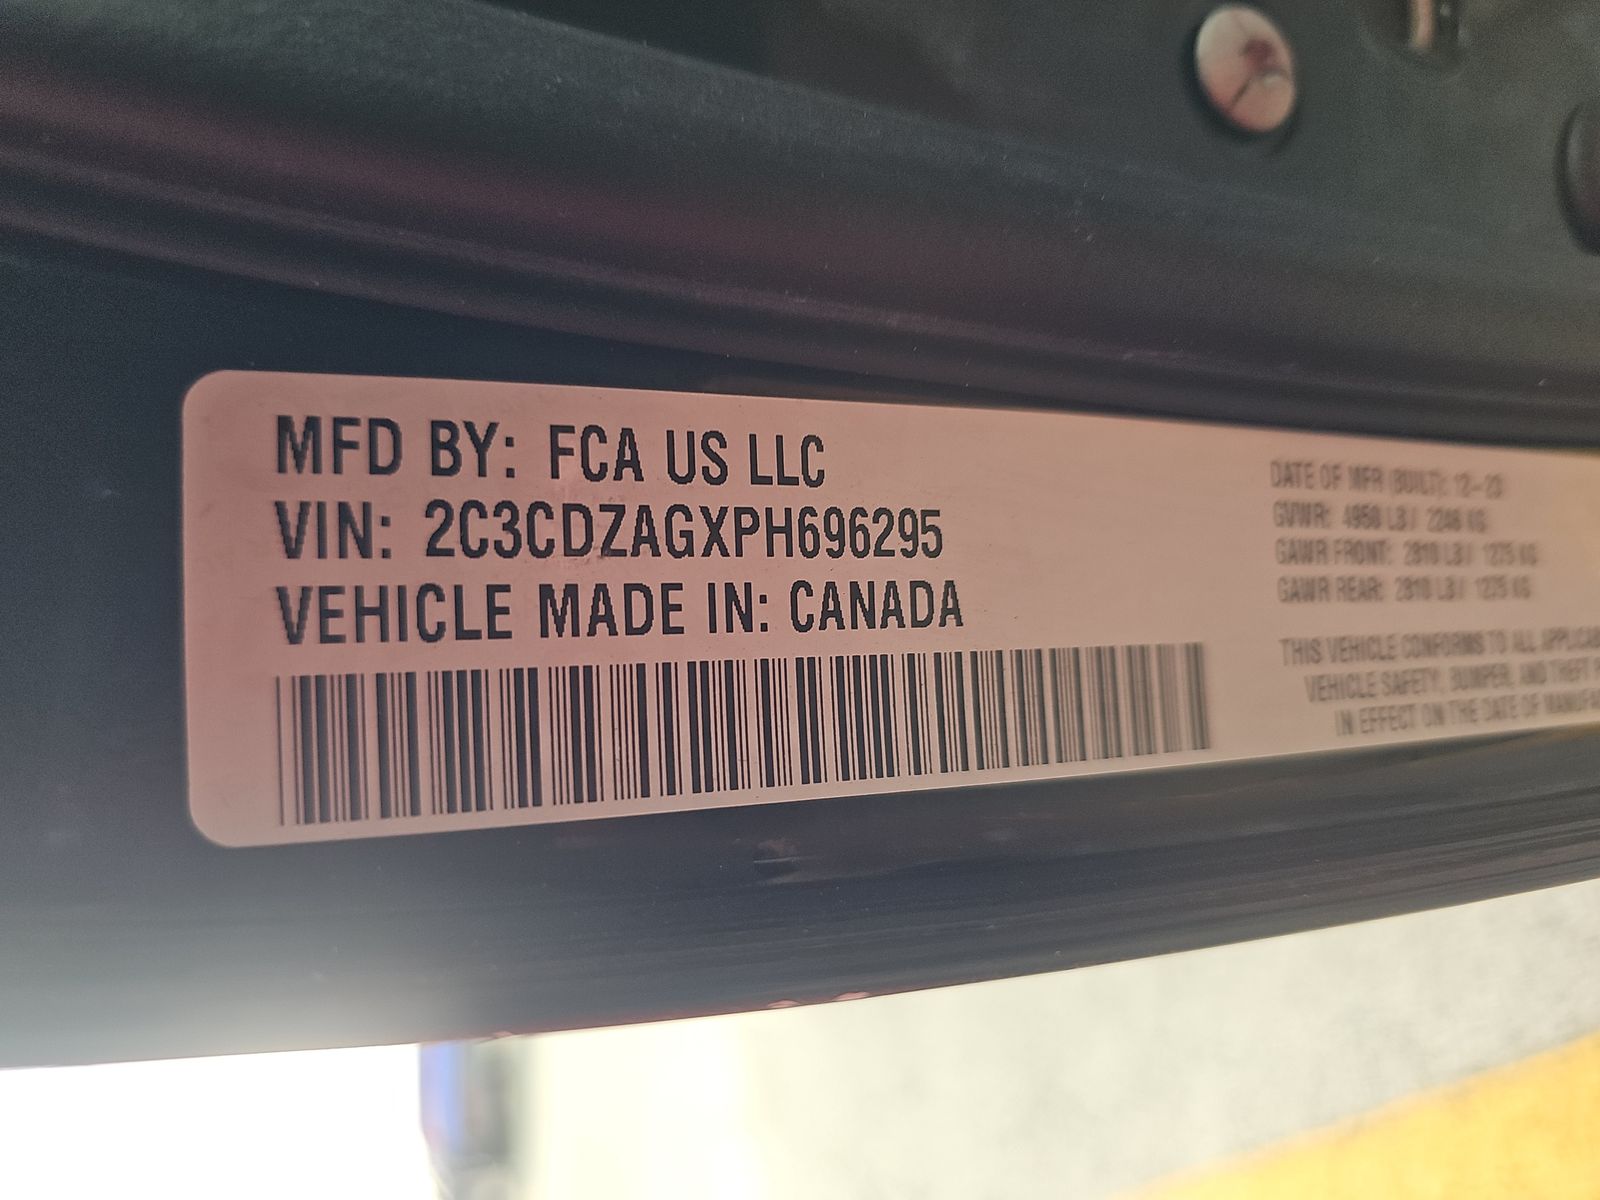 MFD BY: FCA US LLC
VIN: 2C3CDZAGXPH696295
VEHICLE MADE IN: CANADA
DATE OF MFR (BUILT): 12-23
GVWR: 4950 LB / 2246 KG
GAWR FRONT: 2810 LB / 1275 KG
GAWR REAR: 2810 LB / 1275 KG
THIS VEHICLE CONFORMS TO ALL
VEHICLE SAFETY, BUMPER, AND THEFT
IN EFFECT ON THE DATE OF